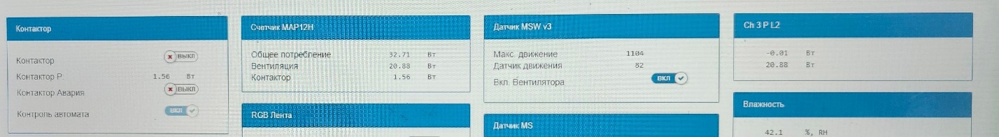 Контактор
Контактор ВЫКЛ
Контактор P 1.56 Вт
Контактор Авария ВЫКЛ
Контроль автомата ВКЛ
Счетчик MAP12H
Общее потребление 32.71 Вт
Вентиляция 20.88 Вт
Контактор 1.56 Вт
RGB Лента
Датчик MSW v3
Макс. движение 1104
Датчик движения 82
Вкл. Вентилятора ВКЛ
Датчик MS
Ch 3 P L2
-0.01 Вт
20.88 Вт
Влажность
42.1 %, RH